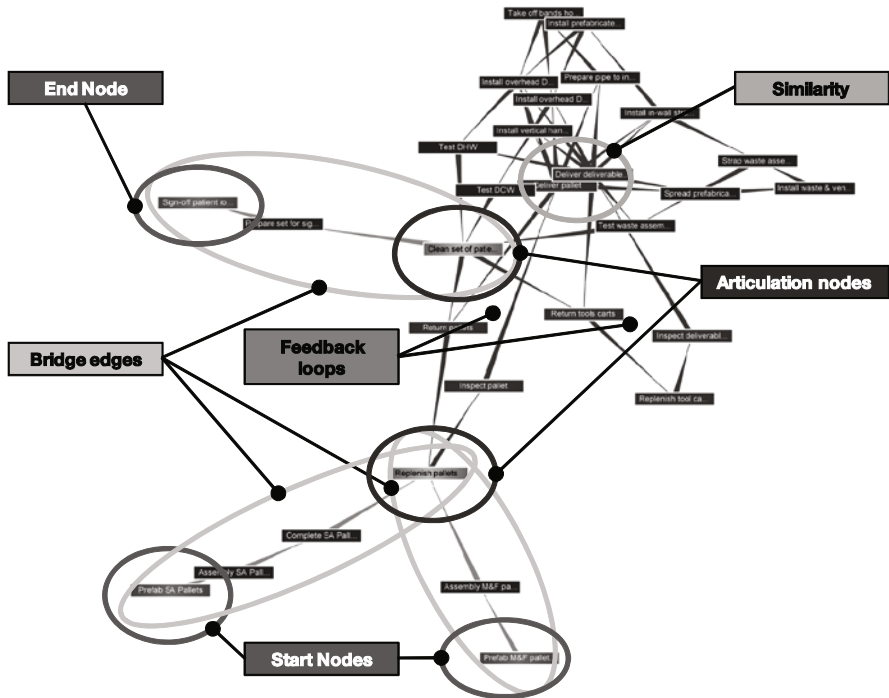 Take off bands ho...
Install prefabricate...
Install overhead D...
Prepare pipe to in...
End Node
Similarity
Install overhead D...
Install in-wall
Install vertical han...
Test DHW
Strap waste asse...
Deliver deliverable...
Deliver pallet
Test DCW
Spread prefabrica...
Install waste & ven...
Sign-off patient
Prepare set for sig...
Test waste assem...
Clean set of patie...
Articulation nodes
Return pallets
Return tools carts
Inspect deliverabl...
Feedback
loops
Bridge edges
Inspect pallet
Replenish tool ca...
Replenish pallets
Complete SA Pall...
Assembly SA Pall...
Prefab SA Pallets
Assembly M&F pa...
Start Nodes
Prefab M&F pallet